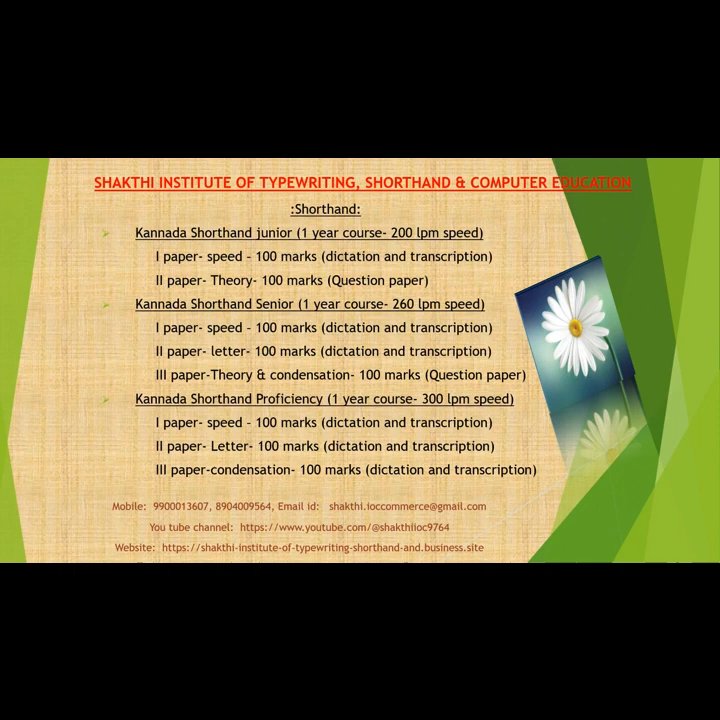 SHAKTHI INSTITUTE OF TYPEWRITING, SHORTHAND & COMPUTER EDUCATION
:Shorthand:
Kannada Shorthand junior (1 year course- 200 lpm speed)
I paper- speed – 100 marks (dictation and transcription)
II paper- Theory- 100 marks (Question paper)
Kannada Shorthand Senior (1 year course- 260 lpm speed)
I paper- speed – 100 marks (dictation and transcription)
II paper- letter- 100 marks (dictation and transcription)
III paper-Theory & condensation- 100 marks (Question paper)
Kannada Shorthand Proficiency (1 year course- 300 lpm speed)
I paper- speed – 100 marks (dictation and transcription)
II paper- Letter- 100 marks (dictation and transcription)
III paper-condensation- 100 marks (dictation and transcription)
Mobile: 9900013607, 8904009564, Email id: shakthi.ioccommerce@gmail.com
You tube channel: https://www.youtube.com/@shakthiioc9764
Website: https://shakthi-institute-of-typewriting-shorthand-and.business.site